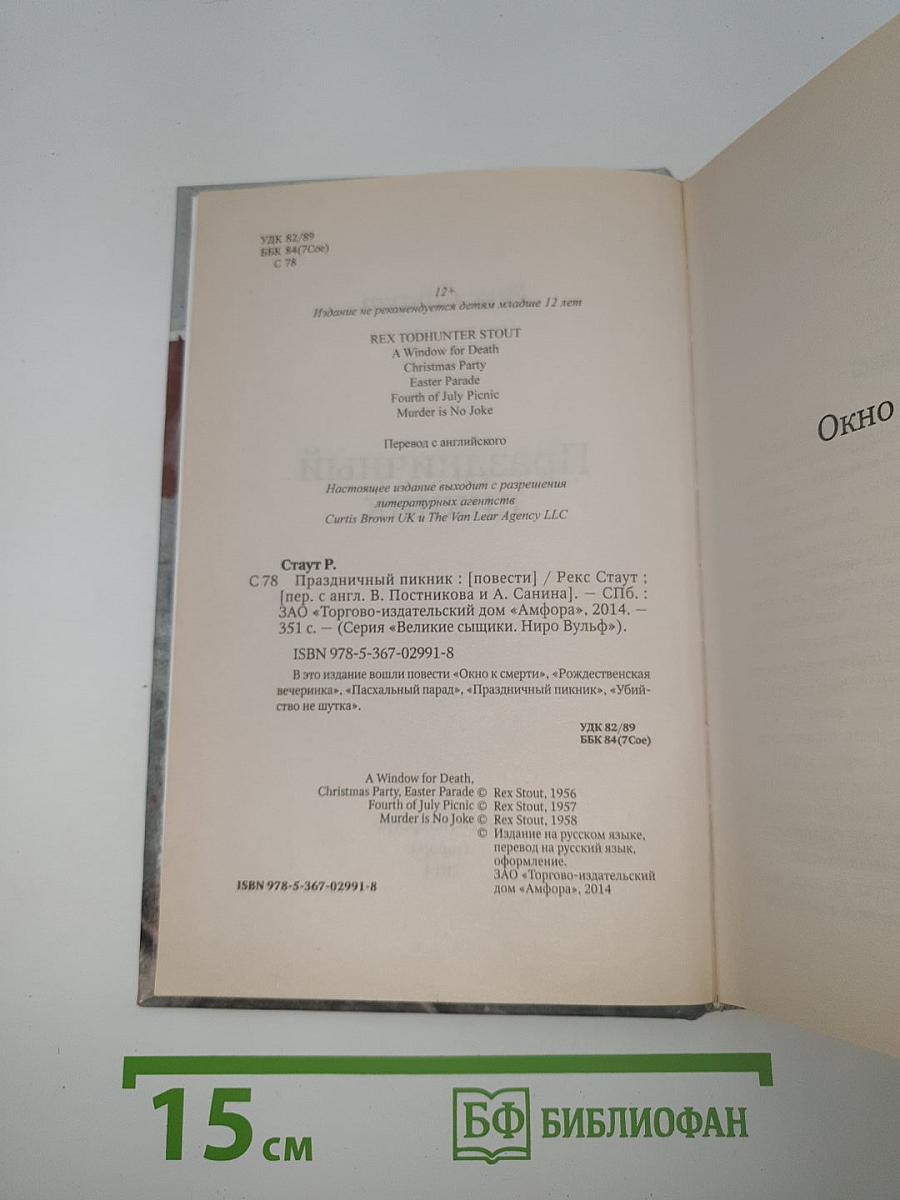 УДК 82/89
ББК 84(7Сое)
С 78
12+
Издание не рекомендуется детям младше 12 лет
REX TODHUNTER STOUT
A Window for Death
Christmas Party
Easter Parade
Fourth of July Picnic
Murder is No Joke
Перевод с английского
Настоящее издание выходит с разрешения
литературных агентств
Curtis Brown UK и The Van Lear Agency LLC
Стаут Р.
С 78 Праздничный пикник : [повести] / Рекс Стаут ;
[пер. с англ. В. Постникова и А. Санина]. — СПб. :
ЗАО «Торгово-издательский дом «Амфора», 2014. —
351 с. — (Серия «Великие сыщики. Ниро Вульф»).
ISBN 978-5-367-02991-8
В это издание вошли повести «Окно к смерти», «Рождественская
вечеринка», «Пасхальный парад», «Праздничный пикник», «Убий-
ство не шутка».
УДК 82/89
ББК 84(7Сое)
A Window for Death,
Christmas Party, Easter Parade © Rex Stout, 1956
Fourth of July Picnic © Rex Stout, 1957
Murder is No Joke © Rex Stout, 1958
© Издание на русском языке,
перевод на русский язык,
оформление.
ЗАО «Торгово-издательский
дом «Амфора», 2014
ISBN 978-5-367-02991-8
Окно
15 см
БФ БИБЛИОФАН